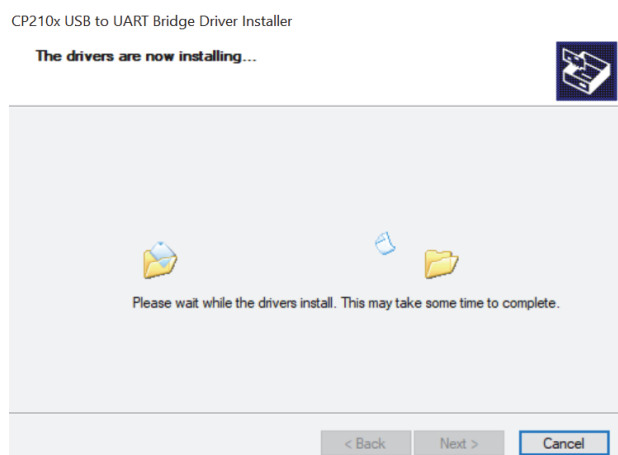 CP210x USB to UART Bridge Driver Installer
The drivers are now installing...
Please wait while the drivers install. This may take some time to complete.
< Back Next > Cancel